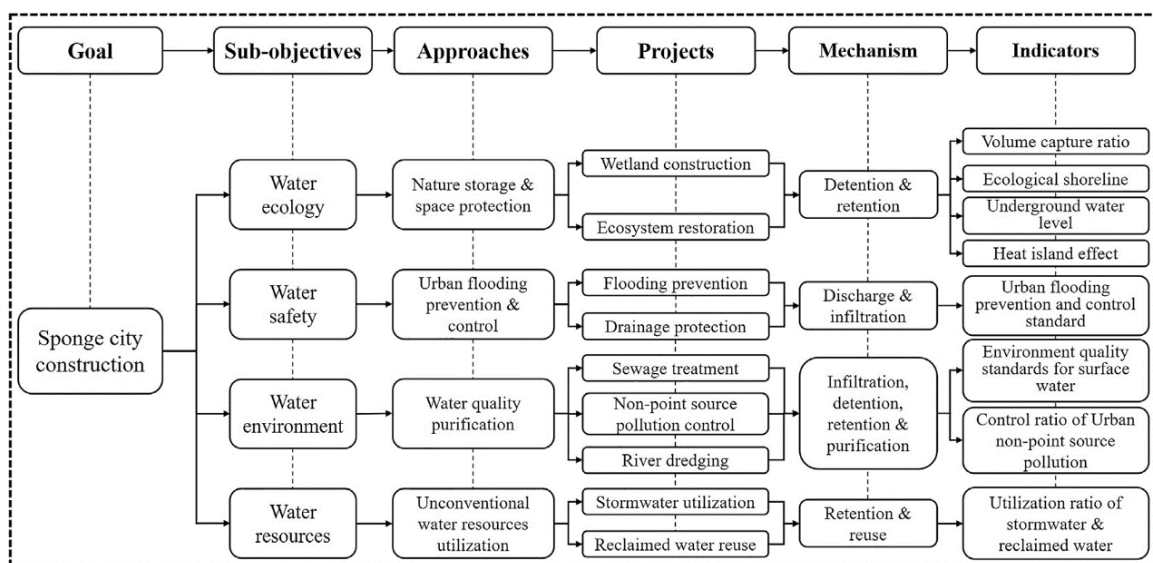 Goal
Sub-objectives
Approaches
Projects
Mechanism
Indicators
Sponge city
construction
Water
ecology
Nature storage &
space protection
Wetland construction
Ecosystem restoration
Detention &
retention
Volume capture ratio
Ecological shoreline
Underground water
level
Heat island effect
Water
safety
Urban flooding
prevention &
control
Flooding prevention
Drainage protection
Discharge &
infiltration
Urban flooding
prevention and control
standard
Water
environment
Water quality
purification
Sewage treatment
Non-point source
pollution control
River dredging
Infiltration,
detention,
retention &
purification
Environment quality
standards for surface
water
Control ratio of Urban
non-point source
pollution
Water
resources
Unconventional
water resources
utilization
Stormwater utilization
Reclaimed water reuse
Retention &
reuse
Utilization ratio of
stormwater &
reclaimed water